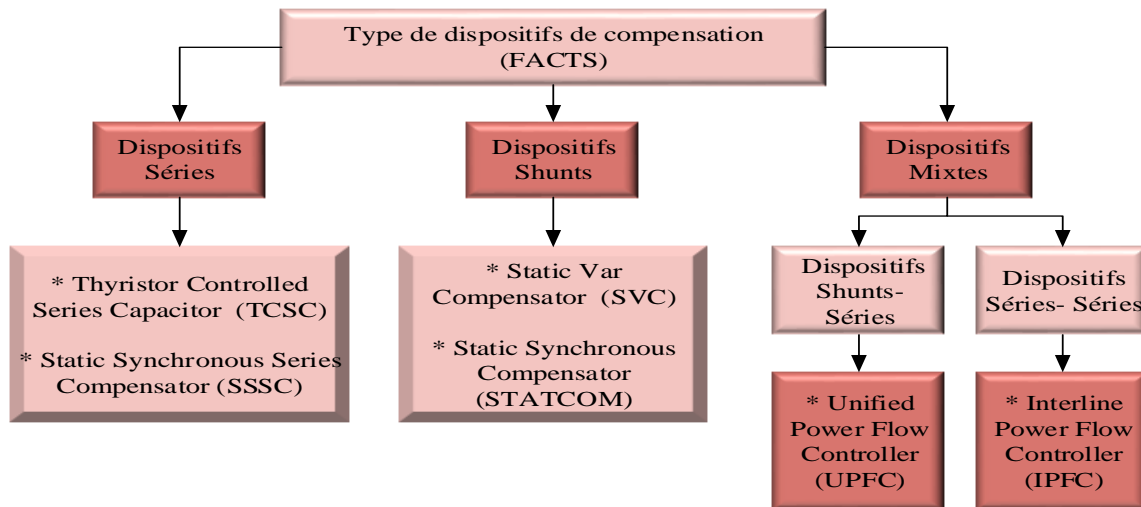 Type de dispositifs de compensation
(FACTS)
Dispositifs
Séries
Dispositifs
Shunts
Dispositifs
Mixtes
* Thyristor Controlled
Series Capacitor (TCSC)
* Static Synchronous Series
Compensator (SSSC)
* Static Var
Compensator (SVC)
* Static Synchronous
Compensator
(STATCOM)
Dispositifs
Shunts-
Séries
Dispositifs
Séries- Séries
* Unified
Power Flow
Controller
(UPFC)
* Interline
Power Flow
Controller
(IPFC)